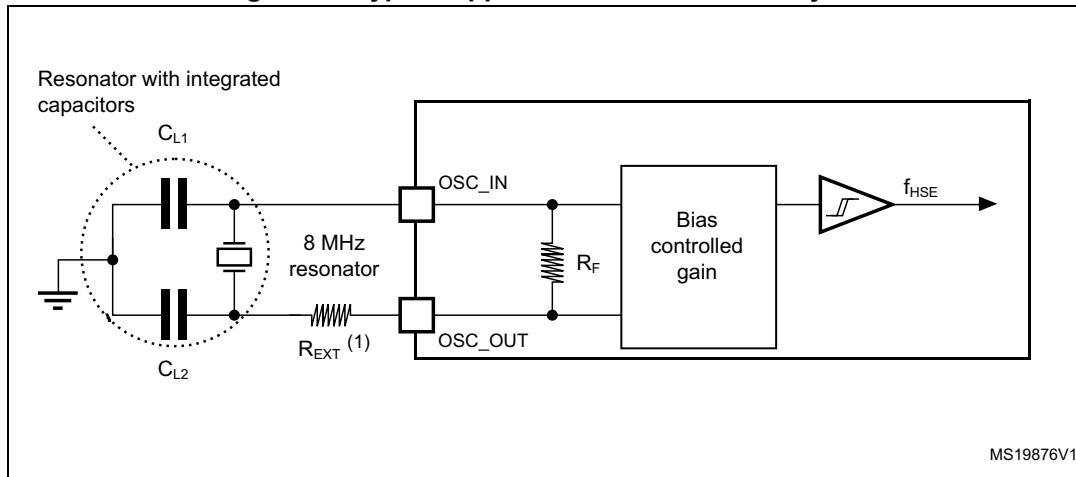 Resonator with integrated
capacitors
CL1
OSC_IN
fHSE
8 MHz
resonator
RF
Bias
controlled
gain
REXT (1)
OSC_OUT
CL2
MS19876V1